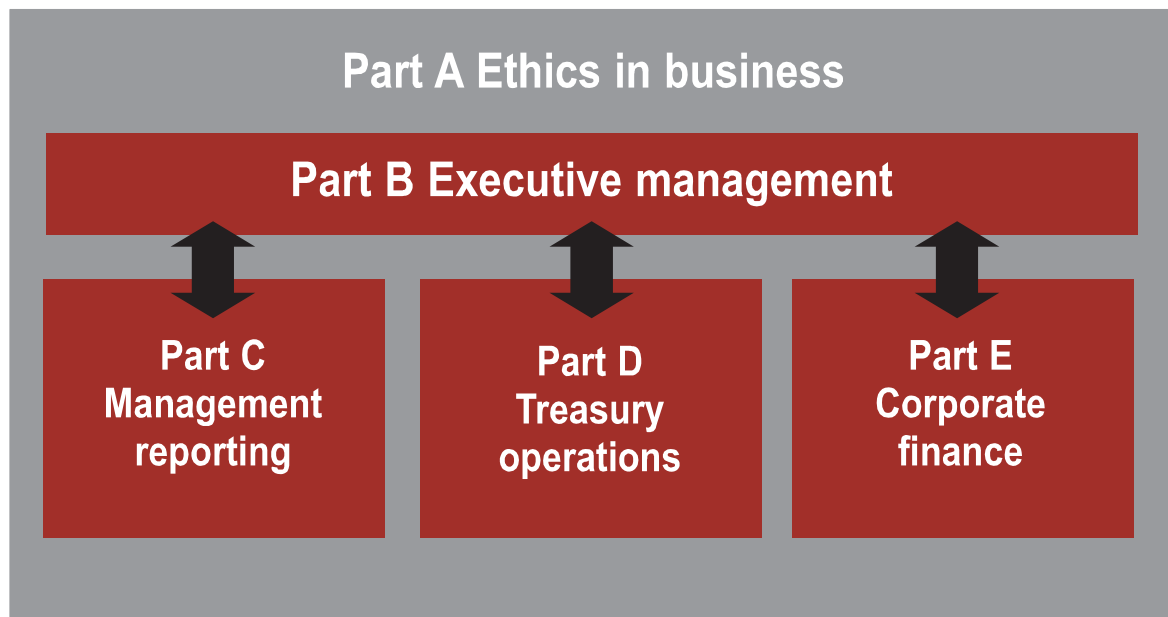 Part A Ethics in business
Part B Executive management
Part C
Management
reporting
Part D
Treasury
operations
Part E
Corporate
finance